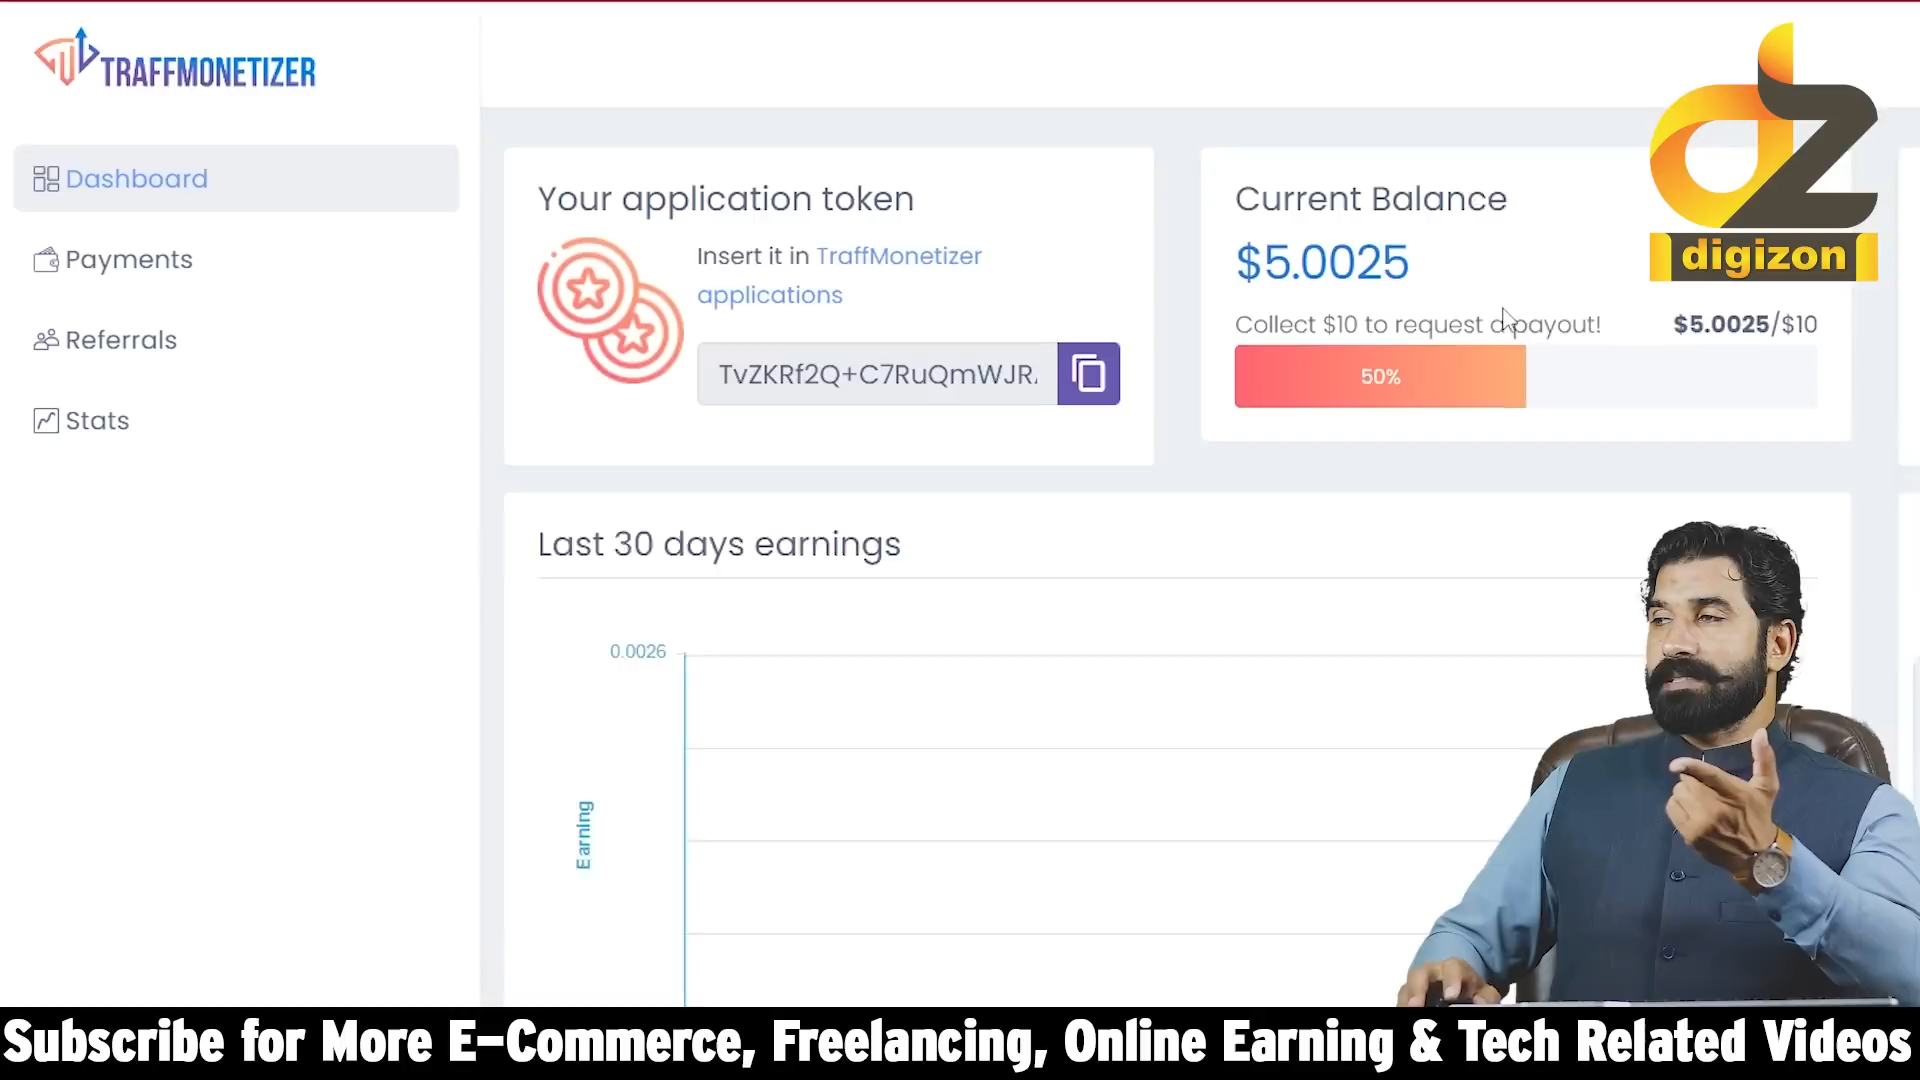 TRAFFMONETIZER
Dashboard
Payments
Referrals
Stats
Your application token
Insert it in TraffMonetizer
applications
TvZKRf2Q+C7RuQmWJR
Current Balance
$5.0025
Collect $10 to request a payout!
$5.0025/$10
50%
digizon
Last 30 days earnings
0.0026
Earning
Subscribe for More E-Commerce, Freelancing, Online Earning & Tech Related Videos